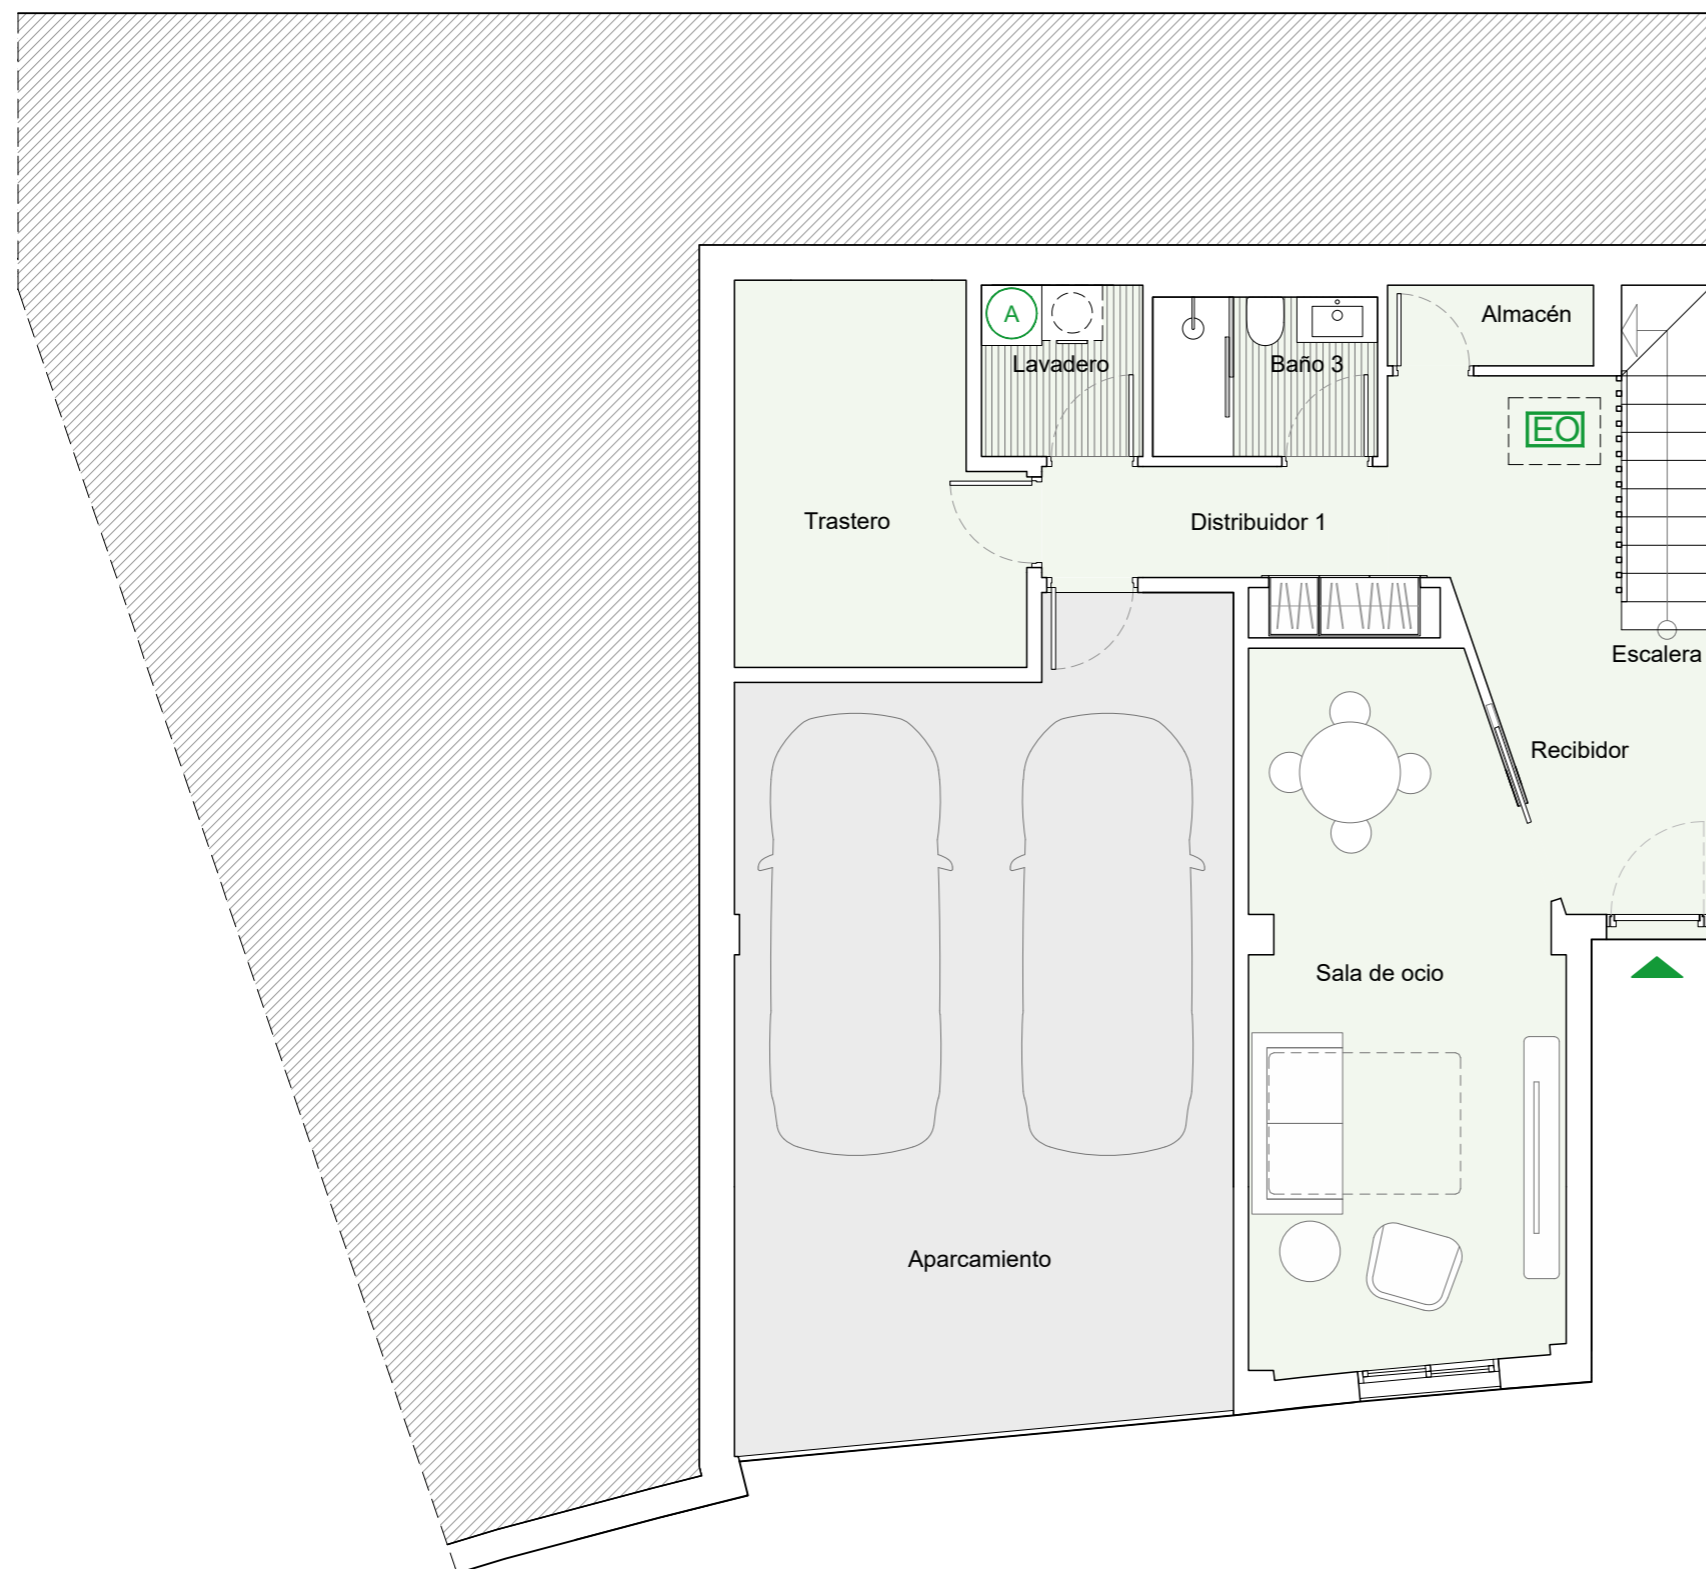 A
Almacén
Lavadero
Baño 3
EO
Trastero
Distribuidor 1
Escalera
Recibidor
Sala de ocio
Aparcamiento